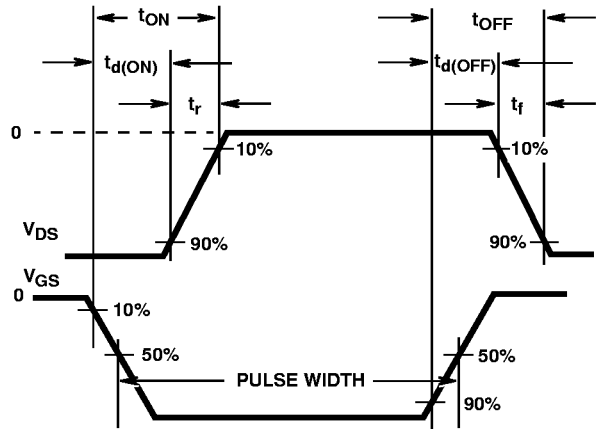 tON tOFF
td(ON) td(OFF)
tr tf
0
10% 10%
VDS
90% 90%
VGS
0
10%
50% 50%
PULSE WIDTH
90%